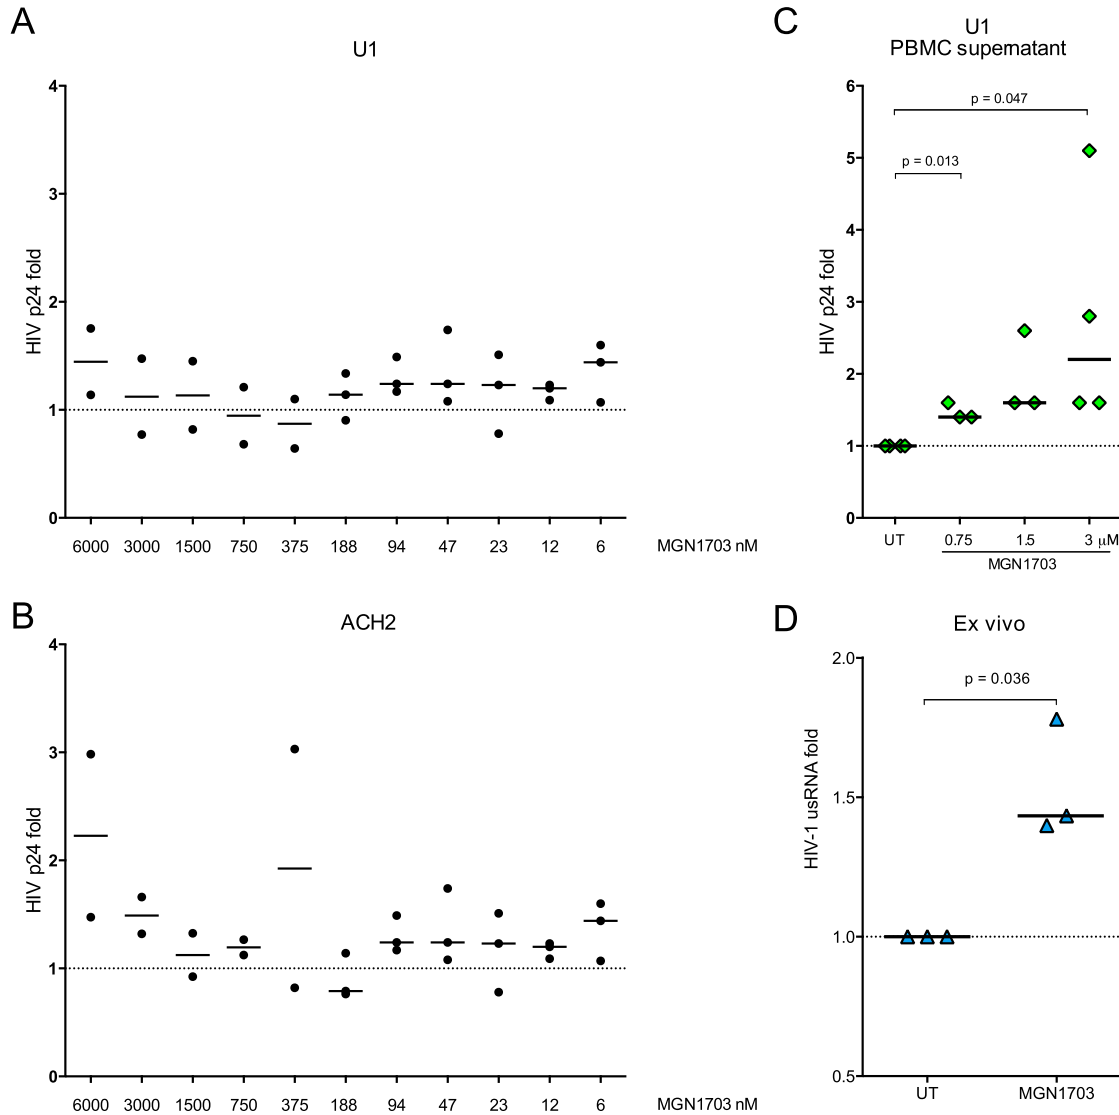 A
U1
4
3
2
1
0
HIV p24 fold
6000 3000 1500 750 375 188 94 47 23 12 6 MGN1703 nM
B
ACH2
4
3
2
1
0
HIV p24 fold
6000 3000 1500 750 375 188 94 47 23 12 6 MGN1703 nM
C
U1
PBMC supernatant
6
5
4
3
2
1
0
HIV p24 fold
p = 0.047
p = 0.013
UT 0.75 1.5 3 μM
MGN1703
D
Ex vivo
2.0
1.5
1.0
0.5
HIV-1 usRNA fold
p = 0.036
UT MGN1703